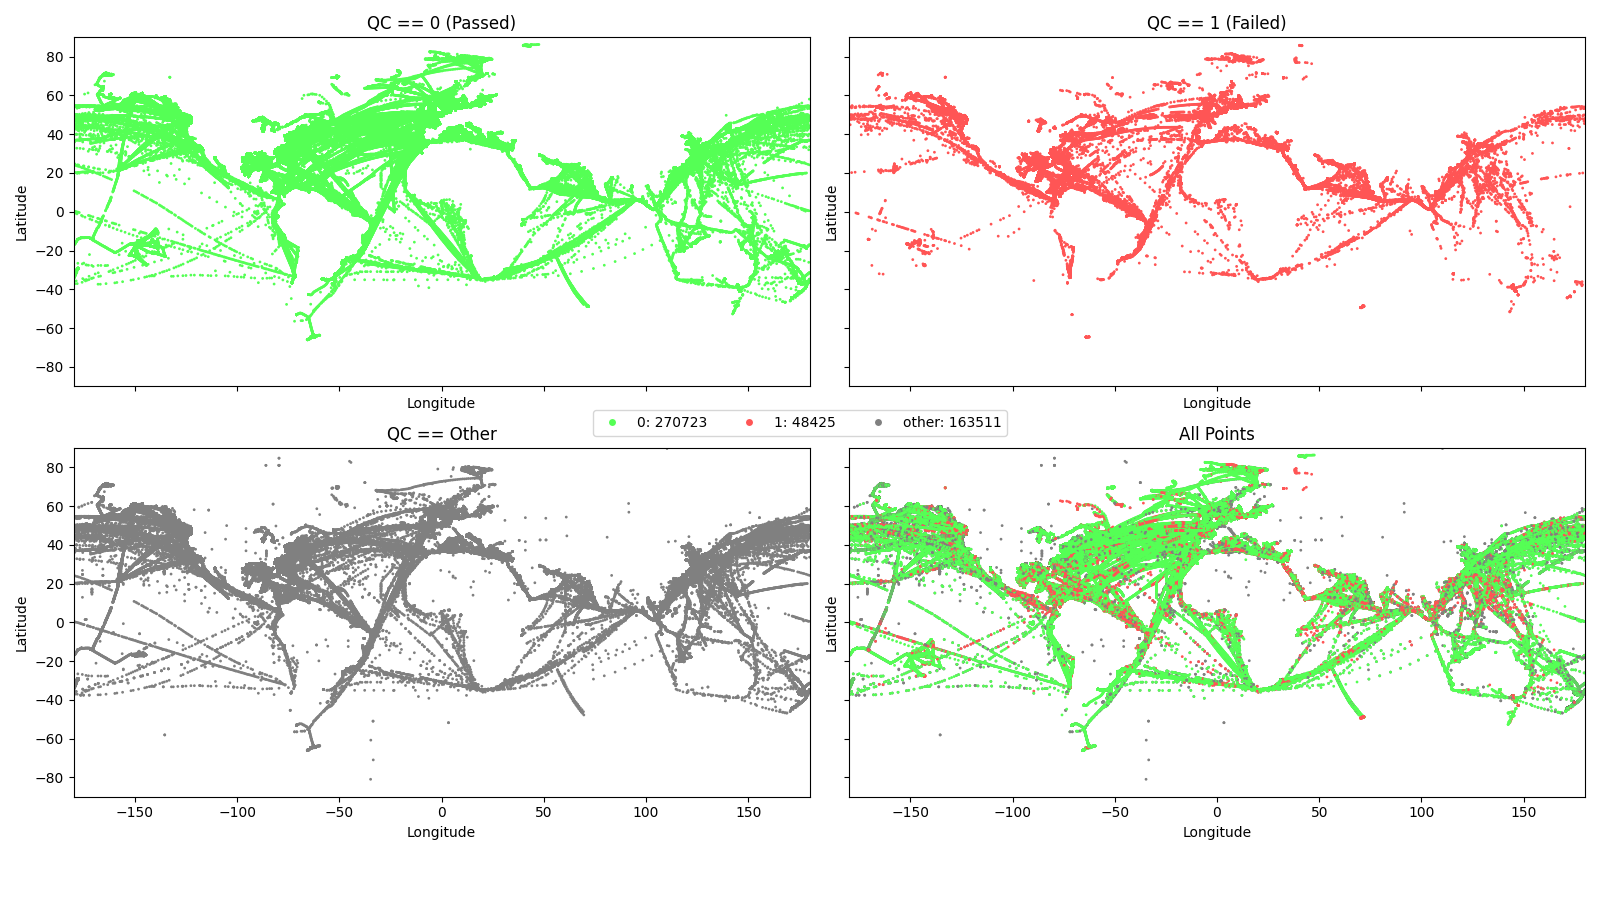 QC == 0 (Passed)
QC == 1 (Failed)
Latitude
80
60
40
20
0
−20
−40
−60
−80
Longitude
Latitude
Longitude
0: 270723
1: 48425
other: 163511
QC == Other
All Points
Latitude
80
60
40
20
0
−20
−40
−60
−80
−150
−100
−50
0
50
100
150
Longitude
Latitude
−150
−100
−50
0
50
100
150
Longitude